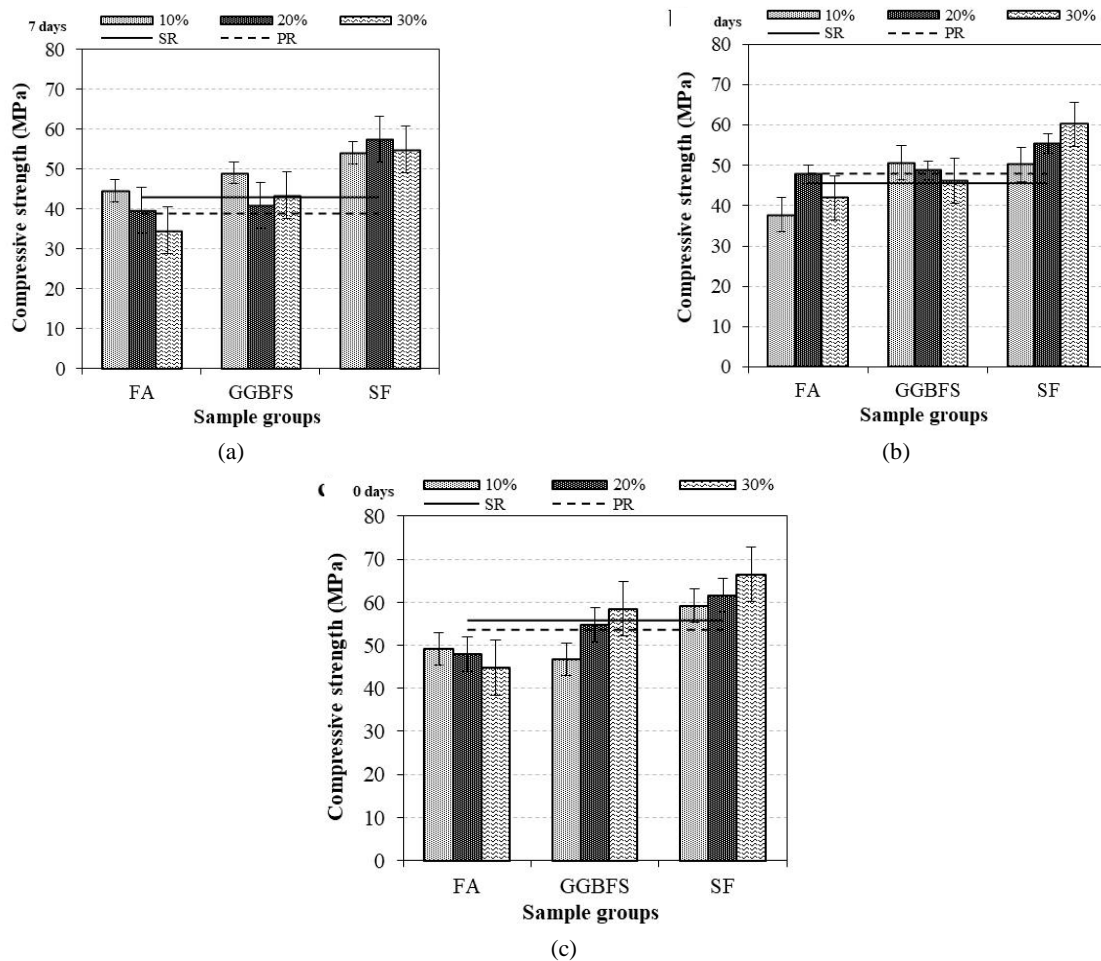 7 days
10% 20% 30%
SR PR
Compressive strength (MPa)
80
70
60
50
40
30
20
10
0
FA GGBFS SF
Sample groups
(a)
days
10% 20% 30%
SR PR
Compressive strength (MPa)
80
70
60
50
40
30
20
10
0
FA GGBFS SF
Sample groups
(b)
0 days
10% 20% 30%
SR PR
Compressive strength (MPa)
80
70
60
50
40
30
20
10
0
FA GGBFS SF
Sample groups
(c)